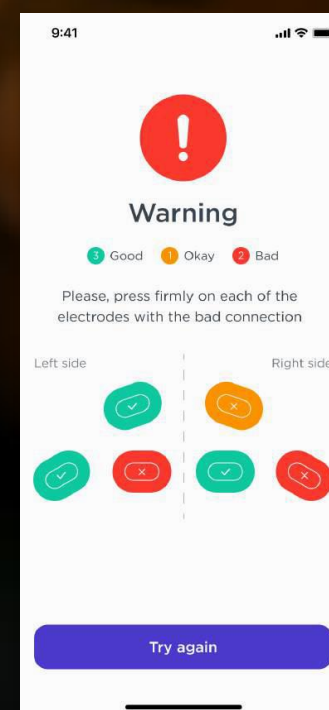 9:41
Warning
3 Good 1 Okay 2 Bad
Please, press firmly on each of the
electrodes with the bad connection
Left side Right side
Try again